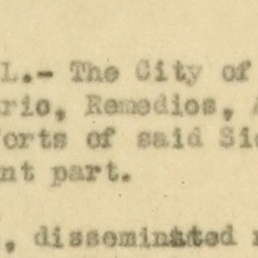 L.- The City of
rio, Remedios,
orts of said Si
nt part.
, disseminated